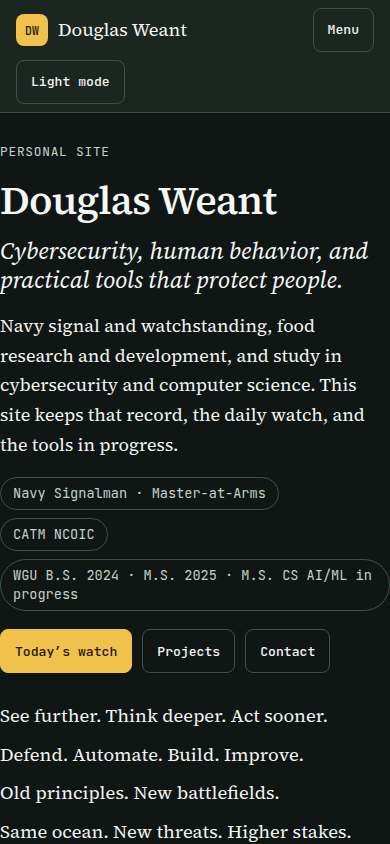 DW Douglas Weant
Menu
Light mode
PERSONAL SITE
Douglas Weant
Cybersecurity, human behavior, and
practical tools that protect people.
Navy signal and watchstanding, food
research and development, and study in
cybersecurity and computer science. This
site keeps that record, the daily watch, and
the tools in progress.
Navy Signalman · Master-at-Arms
CATM NCOIC
WGU B.S. 2024 · M.S. 2025 · M.S. CS AI/ML in
progress
Today’s watch
Projects
Contact
See further. Think deeper. Act sooner.
Defend. Automate. Build. Improve.
Old principles. New battlefields.
Same ocean. New threats. Higher stakes.